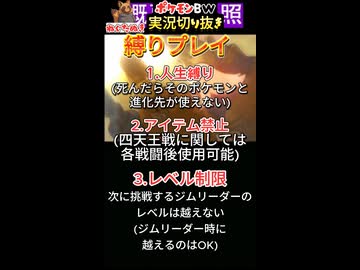 ポケモンBW
既 実況切り抜き 照
縛りプレイ
1.人生縛り
(死んだらそのポケモンと
進化先が使えない)
2.アイテム禁止
(四天王戦に関しては
各戦闘後使用可能)
3.レベル制限
次に挑戦するジムリーダーの
レベルは越えない
(ジムリーダー時に
越えるのはOK)